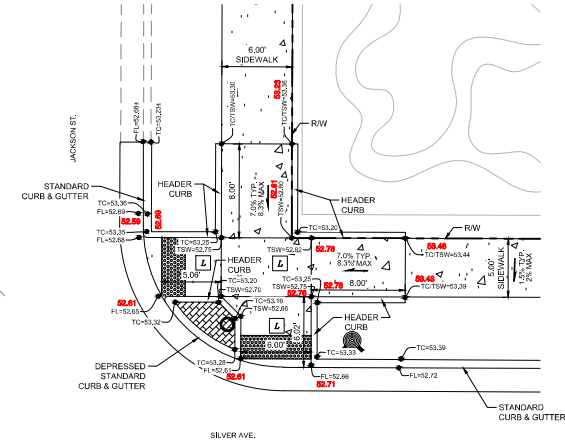 6.00'
SIDEWALK
JACKSON ST.
FL=52.68±
TC=53.23±
TC/TSW=53.30
53.23
TC/TSW=53.36
R/W
STANDARD
CURB & GUTTER
HEADER
CURB
8.00'
7.0% TYP.
8.3% MAX
52.81
TSW=52.80
HEADER
CURB
TC=53.36
FL=52.69
52.59
52.69
TC=53.35
FL=52.68
TC=53.25
TSW=52.75
TC=53.20
TSW=52.82
52.78
R/W
53.46
TC/TSW=53.44
7.0% TYP.
8.3% MAX
5.00'
SIDEWALK
1.5% TYP.
2% MAX
L
L
HEADER
CURB
5.06'
TC=53.20
TSW=52.70
TC=53.25
TSW=52.75
52.76
52.78
8.00'
53.43
TC/TSW=53.39
52.61
FL=52.65
TC=53.16
TSW=52.66
TC=53.32
L
6.02'
6.00'
HEADER
CURB
TC=53.33
TC=53.39
DEPRESSED
STANDARD
CURB & GUTTER
TC=53.28
FL=52.61
52.61
FL=52.66
52.71
FL=52.72
STANDARD
CURB & GUTTER
SILVER AVE.